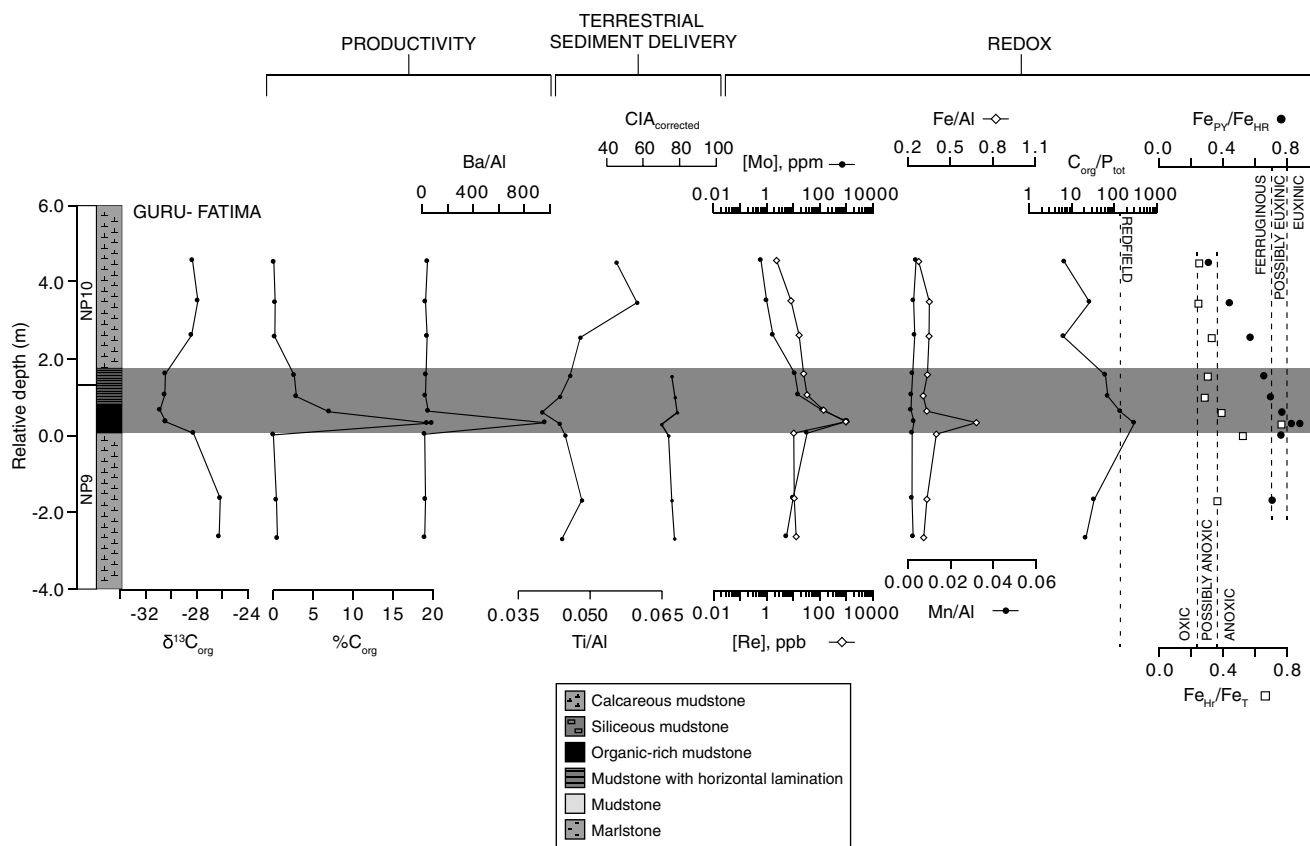 PRODUCTIVITY
TERRESTRIAL
SEDIMENT DELIVERY
REDOX
Ba/Al
0 400 800
CIAcorrected
40 60 80 100
[Mo], ppm
0.01 1 100 10000
Fe/Al
0.2 0.5 0.8 1.1
Corg/Ptot
1 10 100 1000
FePY/FeHR
0.0 0.4 0.8
GURU- FATIMA
REDFIELD
FERRUGINOUS
POSSIBLY EUXINIC
EUXINIC
Relative depth (m)
6.0
4.0
2.0
0.0
-2.0
-4.0
NP10
NP9
OXIC
POSSIBLY ANOXIC
ANOXIC
-32 -28 -24
δ13Corg
0 5 10 15 20
%Corg
0.035 0.050 0.065
Ti/Al
0.01 1 100 10000
[Re], ppb
0.00 0.02 0.04 0.06
Mn/Al
0.0 0.4 0.8
FeHr/FeT
Calcareous mudstone
Siliceous mudstone
Organic-rich mudstone
Mudstone with horizontal lamination
Mudstone
Marlstone